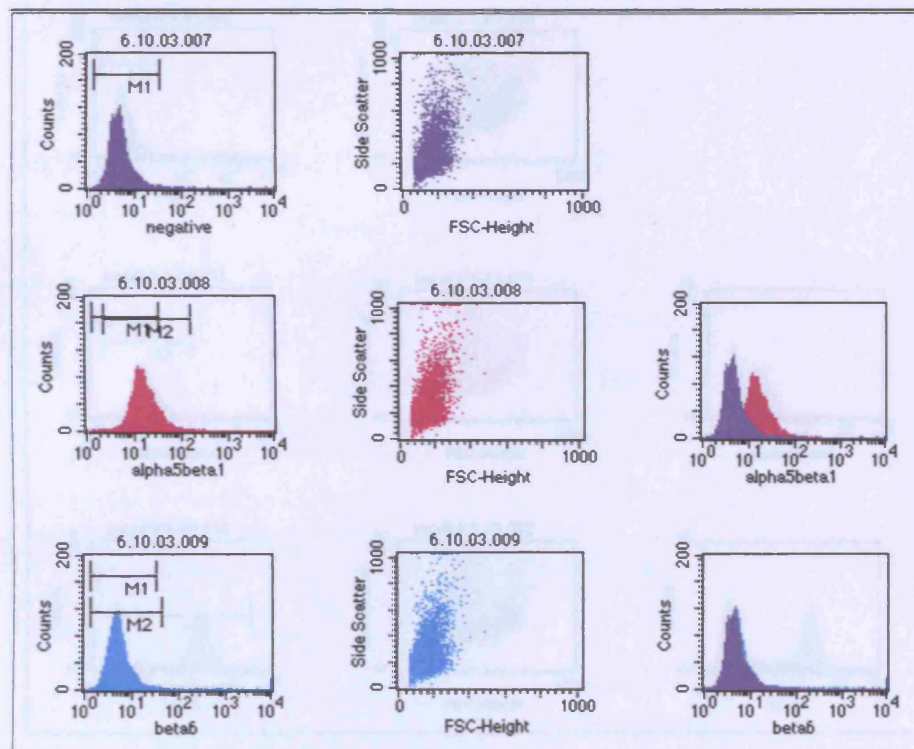 6.10.03.007
200
Counts
0
M1
10^0 10^1 10^2 10^3 10^4
negative
6.10.03.007
1000
Side Scatter
0
0 1000
FSC-Height
6.10.03.008
200
Counts
0
M1 M2
10^0 10^1 10^2 10^3 10^4
alpha5beta1
6.10.03.008
1000
Side Scatter
0
0 1000
FSC-Height
200
Counts
0
10^0 10^1 10^2 10^3 10^4
alpha5beta1
6.10.03.009
200
Counts
0
M1
M2
10^0 10^1 10^2 10^3 10^4
beta6
6.10.03.009
1000
Side Scatter
0
0 1000
FSC-Height
200
Counts
0
10^0 10^1 10^2 10^3 10^4
beta6